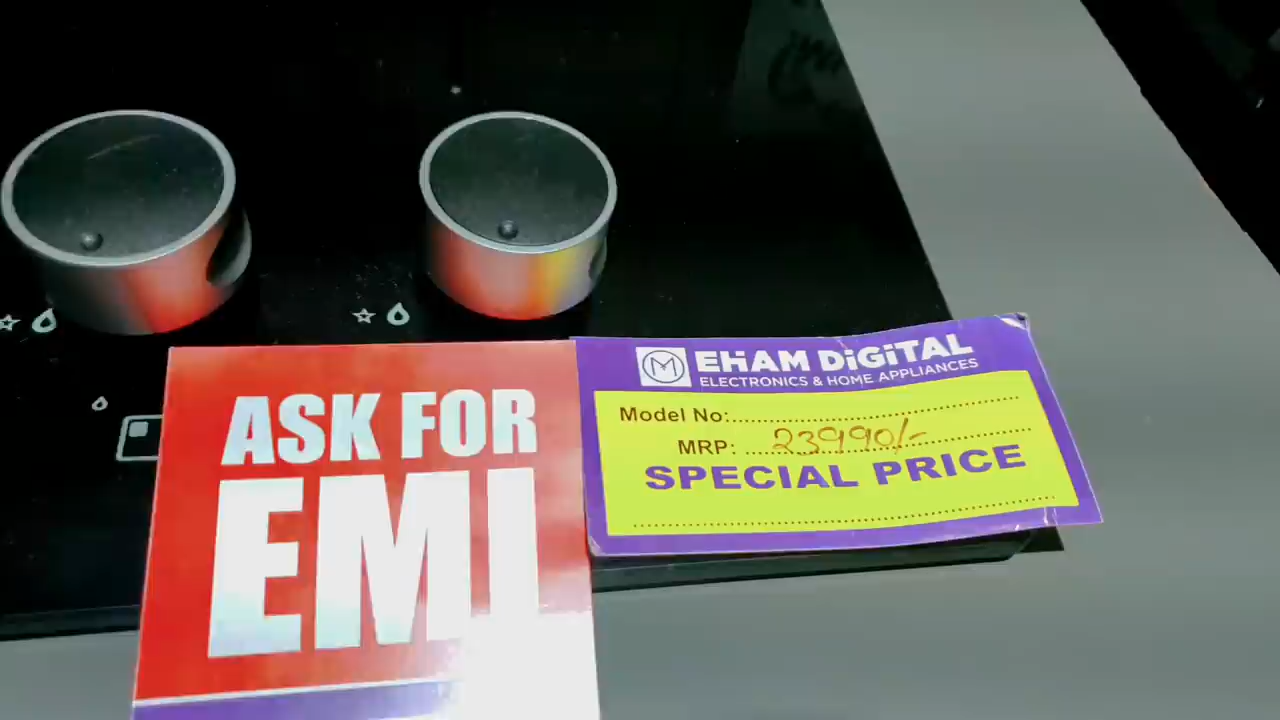 ASK FOR
EMI
EHAM DiGiTAL
ELECTRONICS & HOME APPLIANCES
Model No:
MRP: 23990/-
SPECIAL PRICE